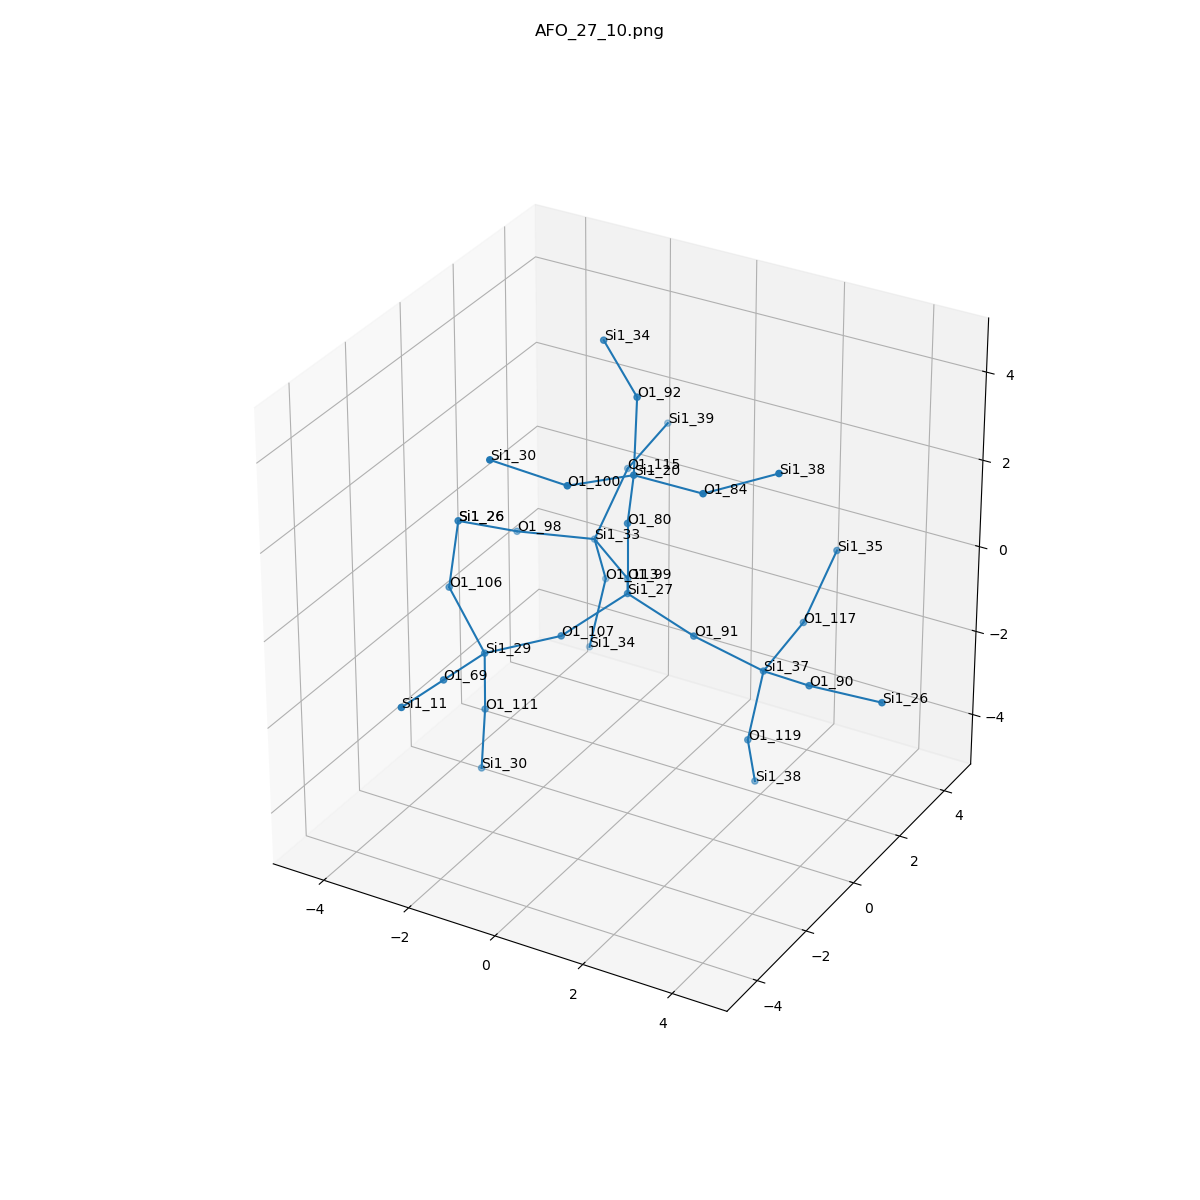 AFO_27_10.png
Si1_34
O1_92
Si1_39
Si1_30
O1_115
Si1_20
Si1_38
O1_100
O1_84
Si1_26
Si1_26
O1_98
O1_80
Si1_33
Si1_35
O1_113
O1_99
O1_106
Si1_27
O1_117
O1_107
O1_91
Si1_34
Si1_29
Si1_37
O1_69
O1_90
Si1_11
O1_111
Si1_26
O1_119
Si1_30
Si1_38
4
2
0
−2
−4
4
2
0
−2
−4
−4
−2
0
2
4